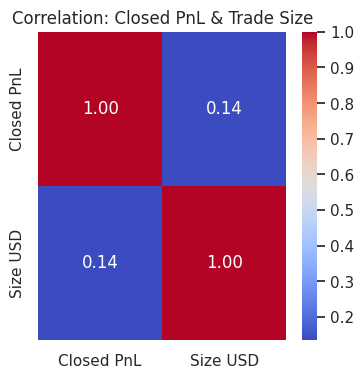 Correlation: Closed PnL & Trade Size
Closed PnL
1.00
0.14
Size USD
0.14
1.00
Closed PnL
Size USD
1.0
0.9
0.8
0.7
0.6
0.5
0.4
0.3
0.2